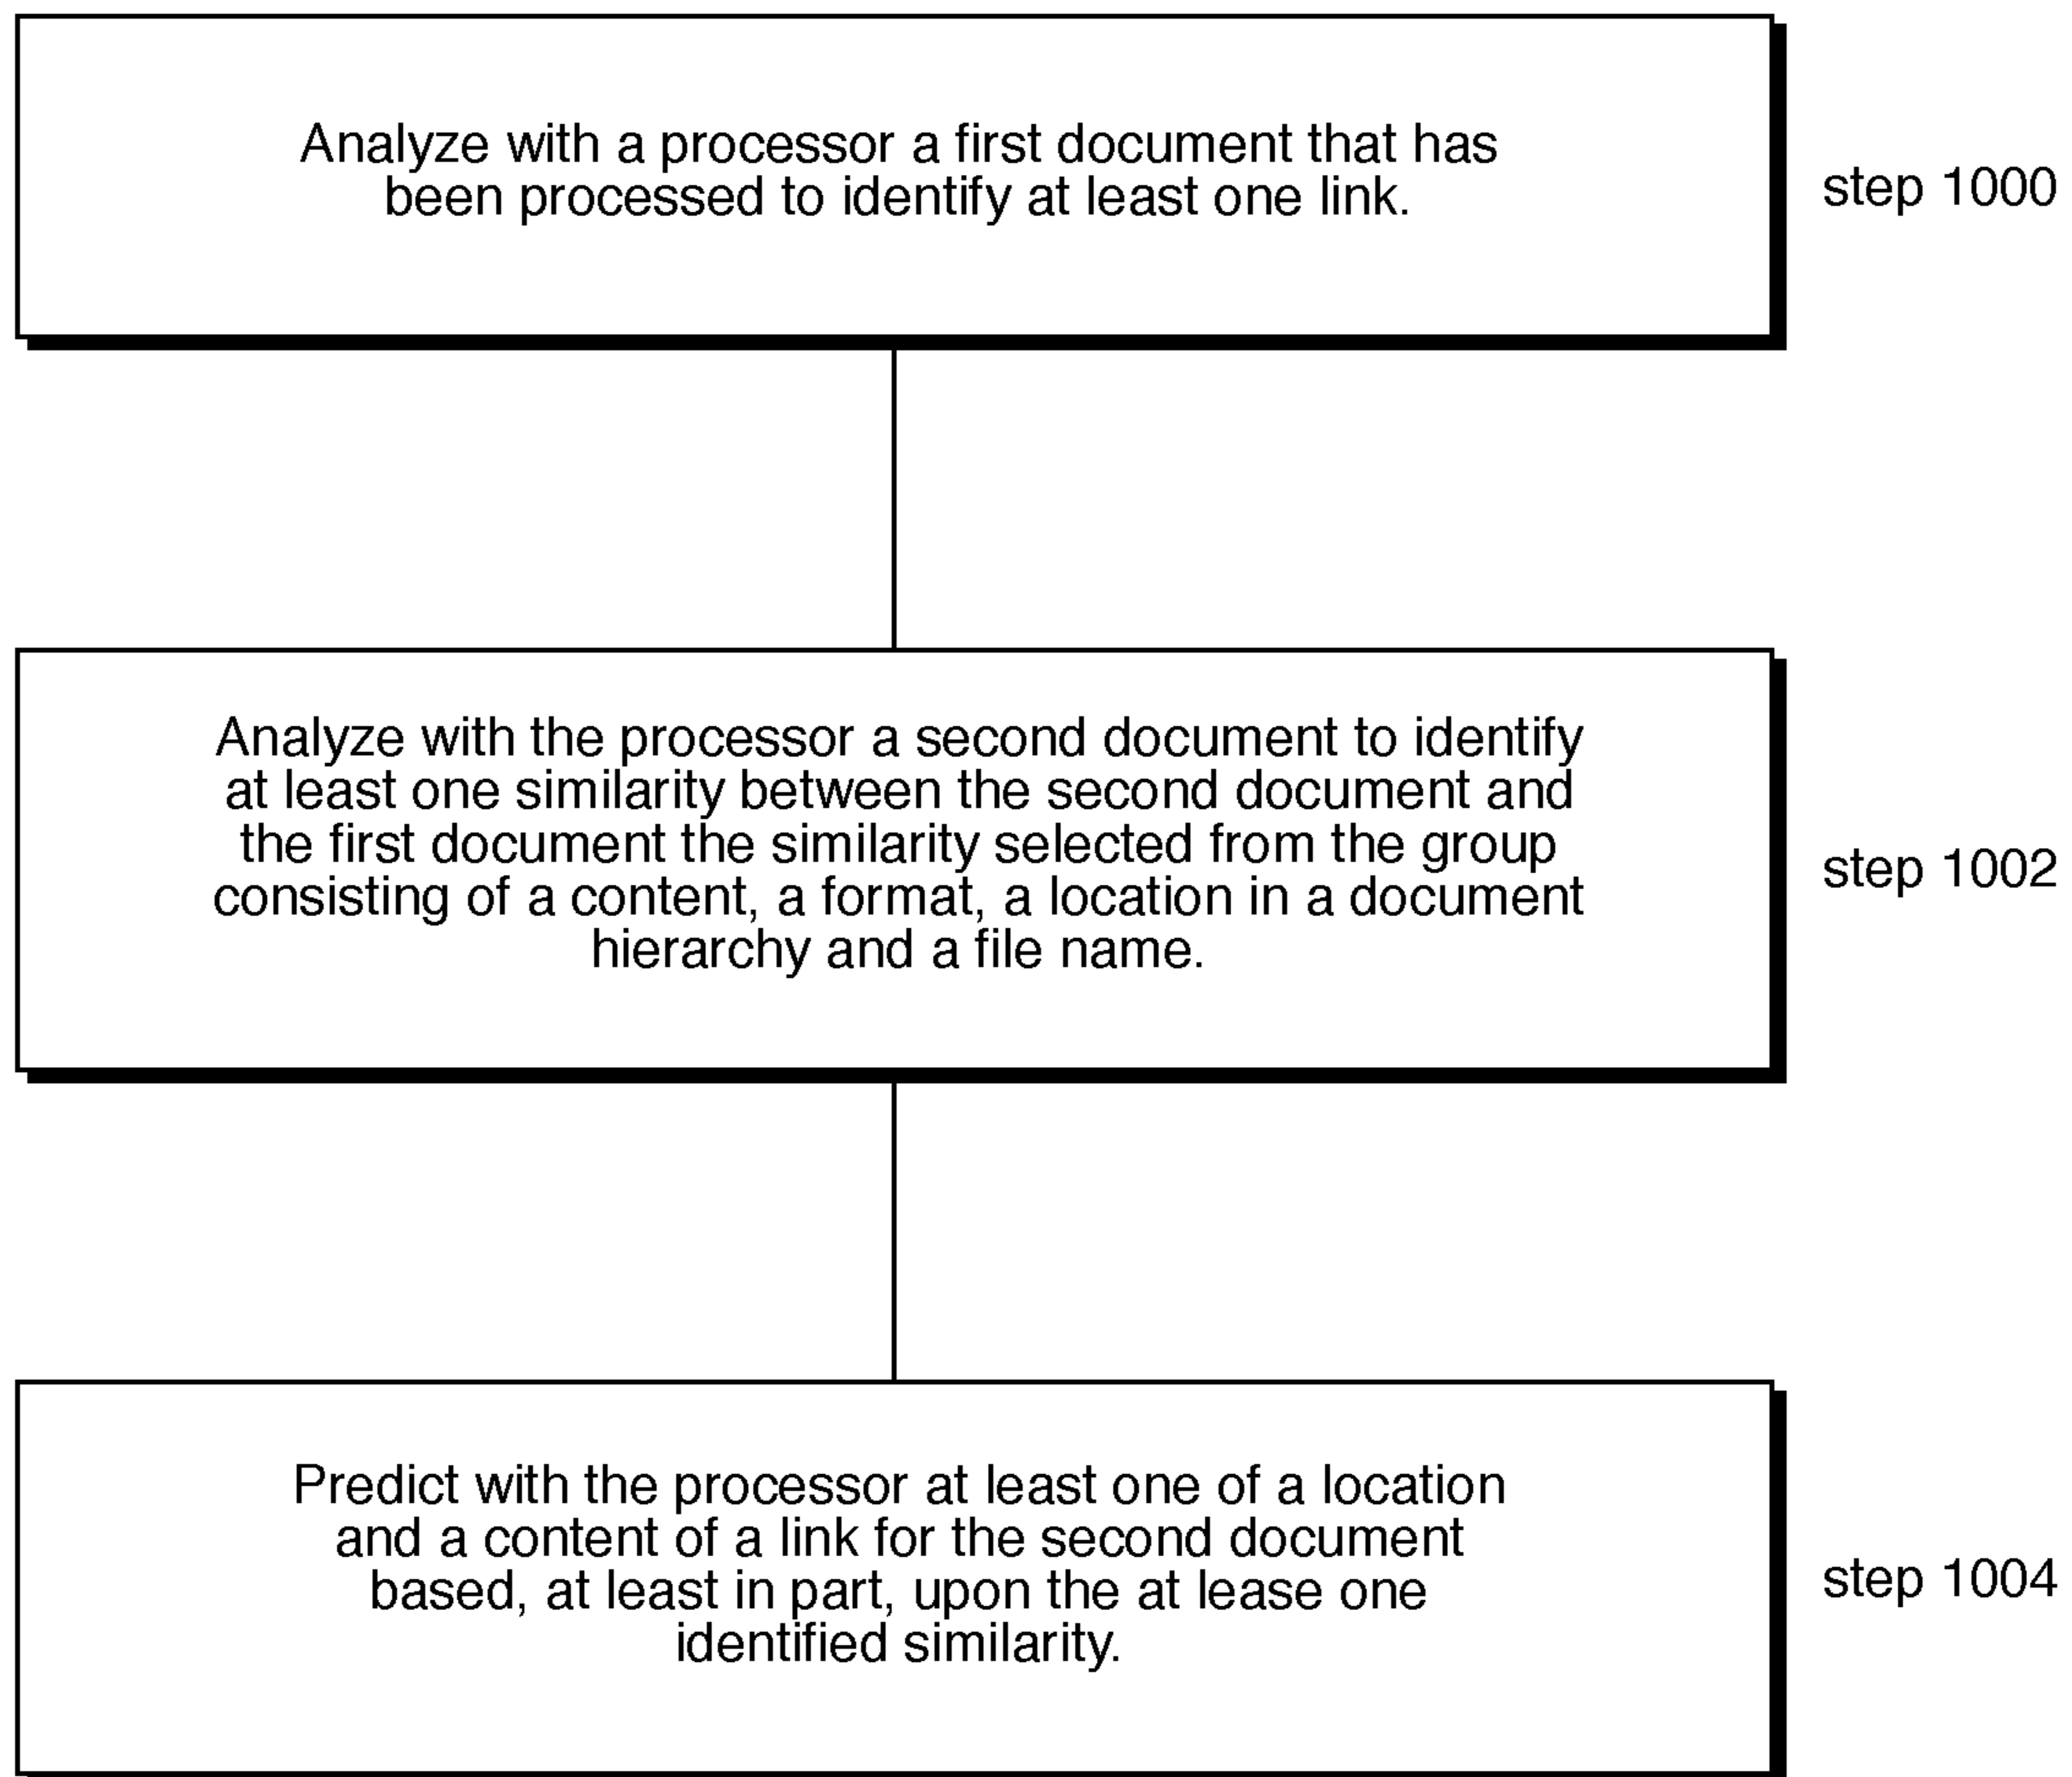 Analyze with a processor a first document that has
been processed to identify at least one link.
step 1000
Analyze with the processor a second document to identify
at least one similarity between the second document and
the first document the similarity selected from the group
consisting of a content, a format, a location in a document
hierarchy and a file name.
step 1002
Predict with the processor at least one of a location
and a content of a link for the second document
based, at least in part, upon the at lease one
identified similarity.
step 1004